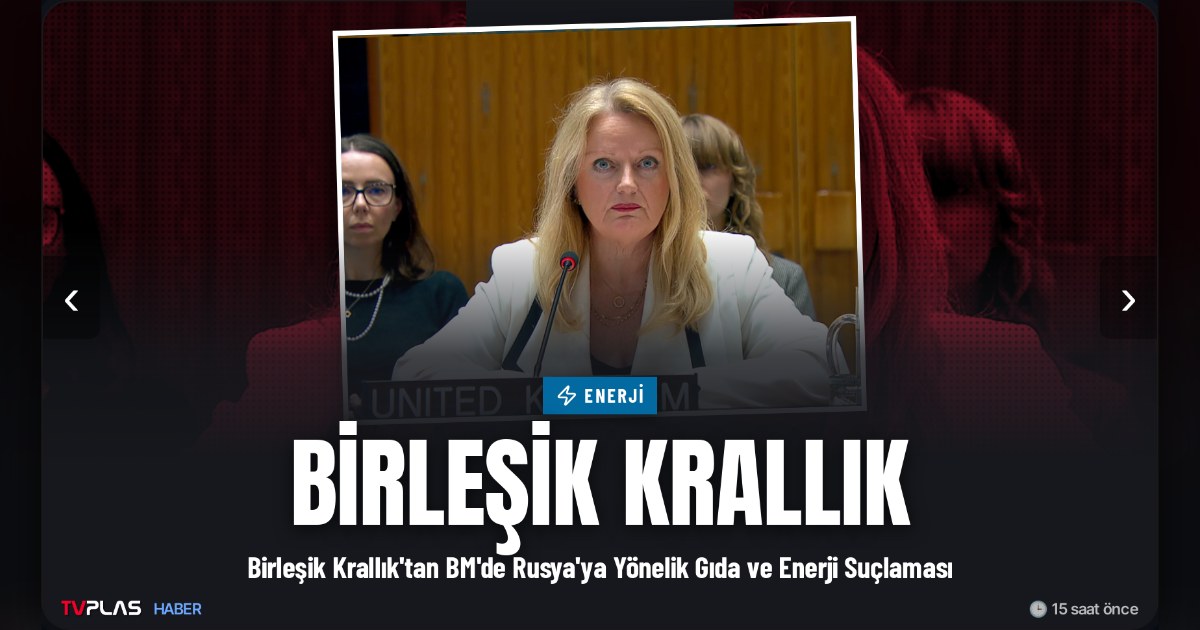 UNITED K M
ENERJİ
BİRLEŞİK KRALLIK
Birleşik Krallık'tan BM'de Rusya'ya Yönelik Gıda ve Enerji Suçlaması
TVPLAS HABER
15 saat önce